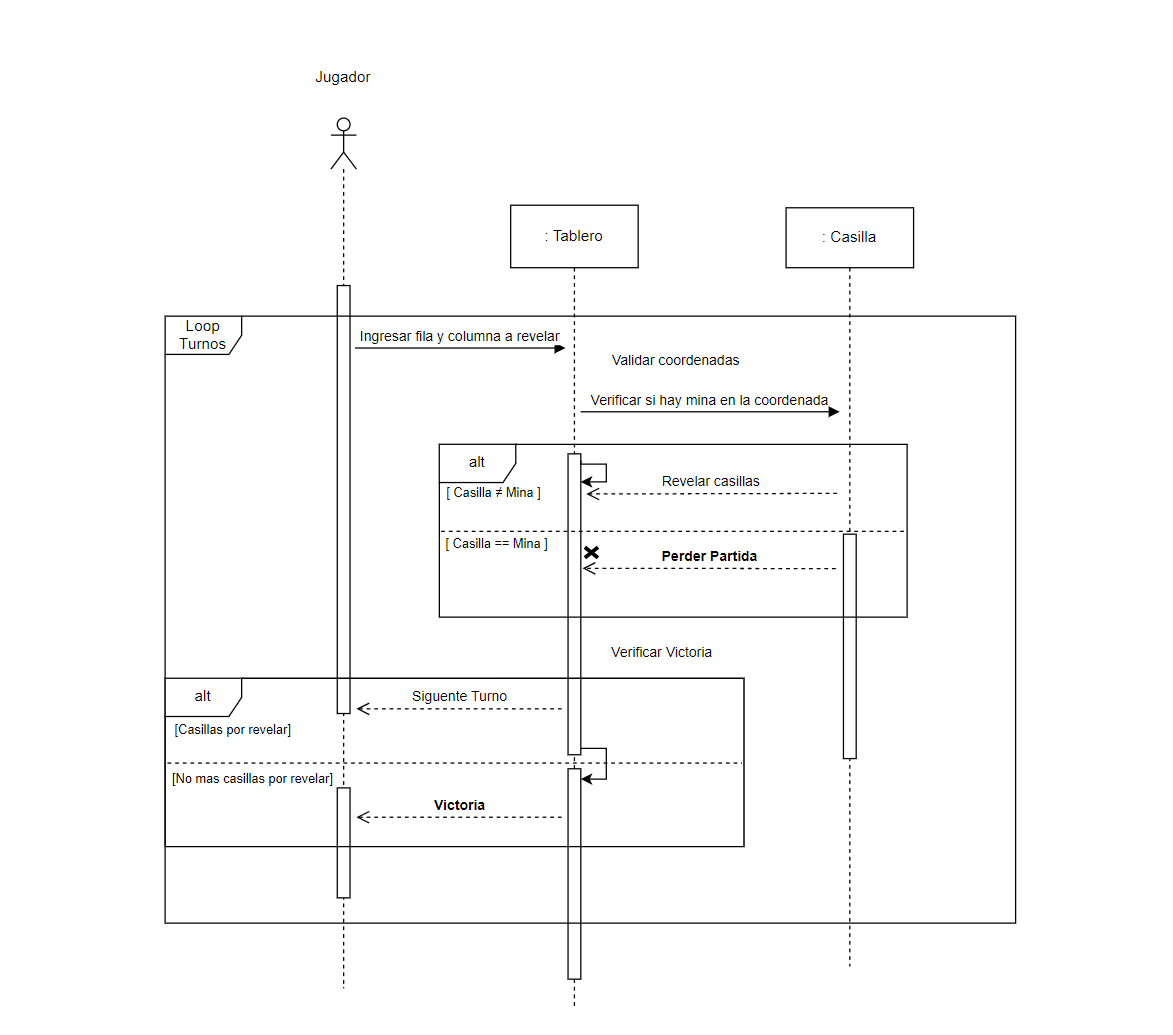 Jugador
: Tablero
: Casilla
Loop
Turnos
Ingresar fila y columna a revelar
Validar coordenadas
Verificar si hay mina en la coordenada
alt
[ Casilla ≠ Mina ]
Revelar casillas
[ Casilla == Mina ]
Perder Partida
Verificar Victoria
alt
Siguente Turno
[Casillas por revelar]
[No mas casillas por revelar]
Victoria